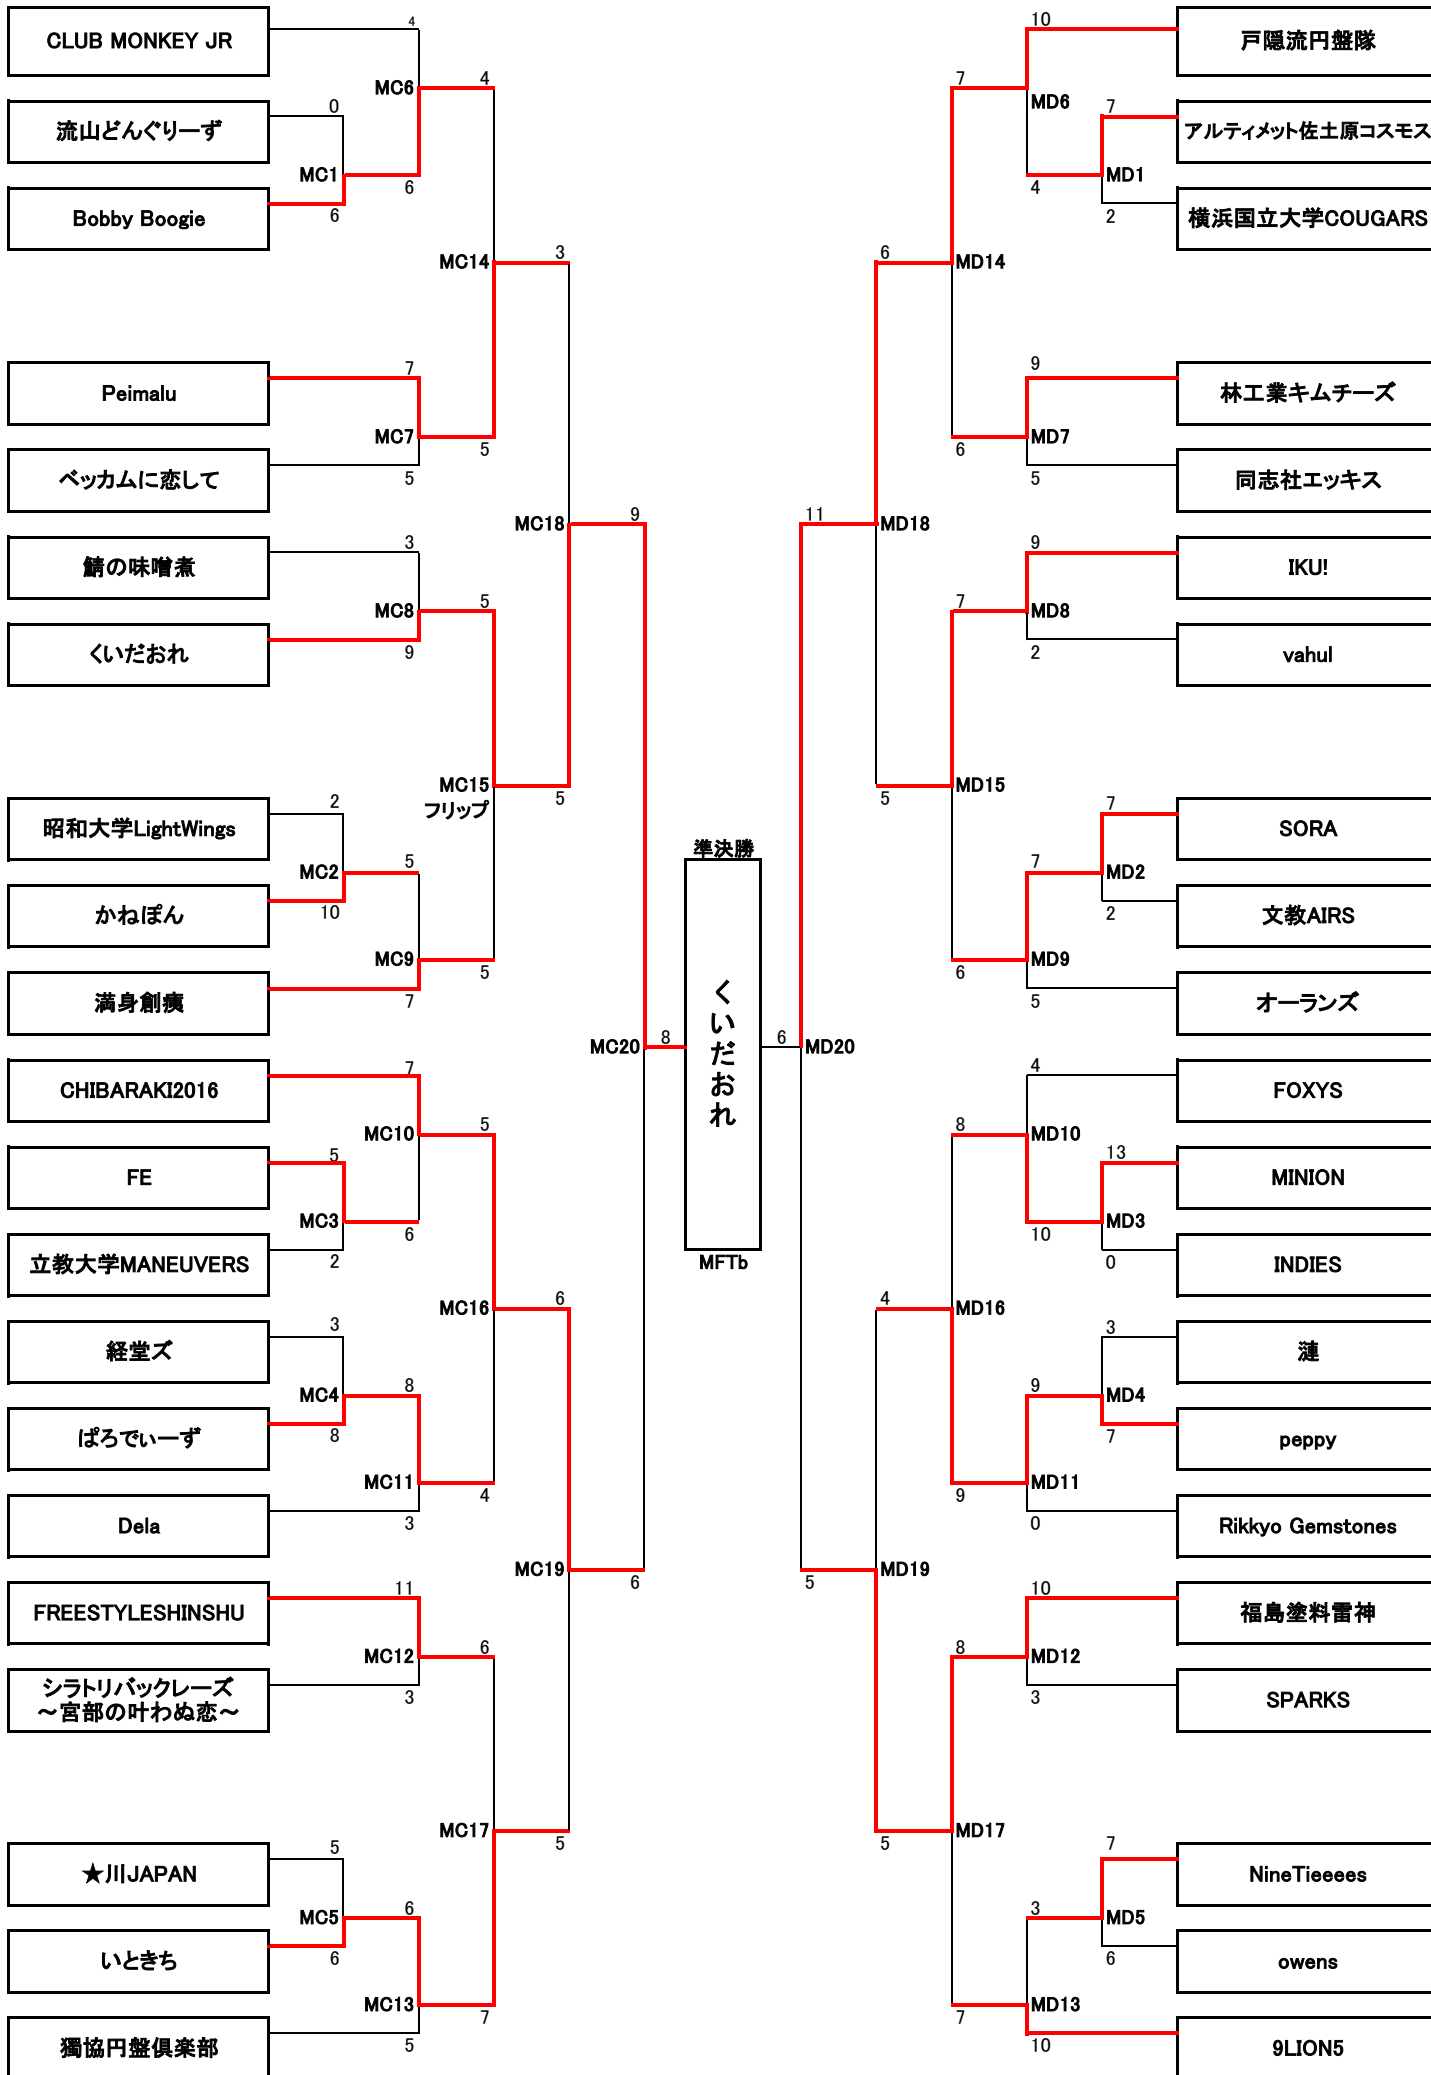 4
10
CLUB MONKEY JR
戸隠流円盤隊
MC6
4
7
MD6
流山どんぐりーず
0
7
アルティメット佐土原コスモス
MC1
6
4
MD1
Bobby Boogie
6
2
横浜国立大学COUGARS
MC14
3
6
MD14
Peimalu
7
9
林工業キムチーズ
MC7
5
6
MD7
ベッカムに恋して
5
5
同志社エッキス
MC18
9
11
MD18
鯖の味噌煮
3
9
IKU!
MC8
5
7
MD8
くいだおれ
9
2
vahul
MC15
フリップ
5
5
MD15
昭和大学LightWings
2
7
SORA
準決勝
MC2
5
7
MD2
かねぽん
10
2
文教AIRS
MC9
5
6
MD9
満身創痍
7
5
オーランズ
くいだおれ
MC20
8
6
MD20
CHIBARAKI2016
7
4
FOXYS
MC10
5
8
MD10
FE
5
13
MINION
MC3
6
10
MD3
立教大学MANEUVERS
2
0
INDIES
MFTb
MC16
6
4
MD16
経堂ズ
3
3
漣
MC4
8
9
MD4
ぱろでぃーず
8
7
peppy
MC11
4
9
MD11
Dela
3
0
Rikkyo Gemstones
MC19
6
5
MD19
FREESTYLESHINSHU
11
10
福島塗料雷神
MC12
6
8
MD12
シラトリバックレーズ
～宮部の叶わぬ恋～
3
3
SPARKS
MC17
5
5
MD17
★川JAPAN
5
7
NineTieeees
MC5
6
3
MD5
いときち
6
6
owens
MC13
7
7
MD13
獨協円盤倶楽部
5
10
9LION5